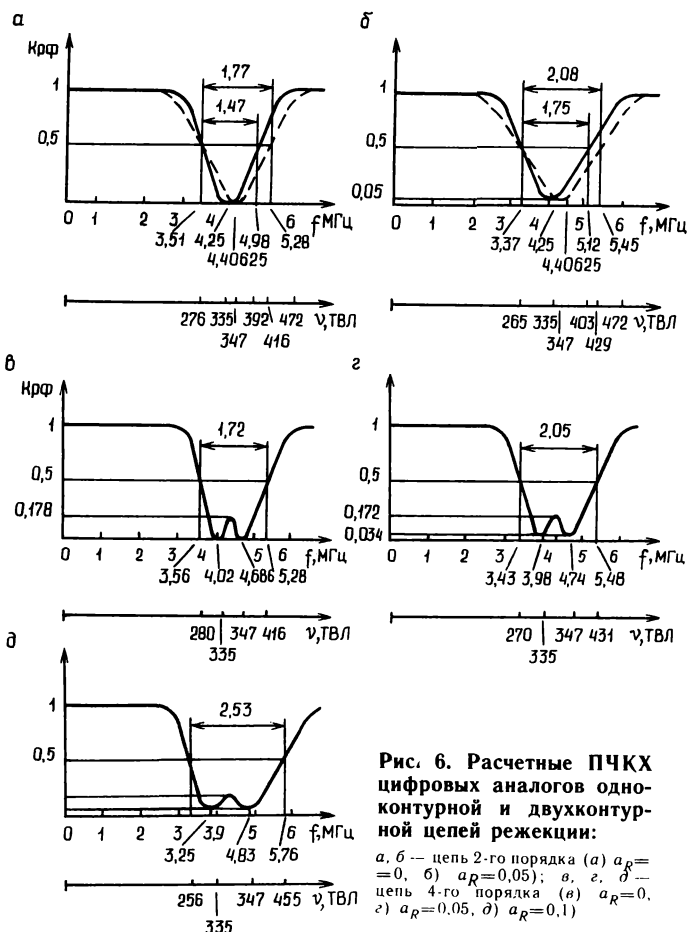 а
Крф
1
0,5
1,77
1,47
0 1 2 3 4 6 f МГц
3,51 4,25 4,98 5,28
4,40625
276 335 392 472 ν,ТВЛ
347 416
б
1
0,5
0,05
2,08
1,75
0 1 2 3 4 5 6 f,МГц
3,37 4,25 5,12 5,45
4,40625
265 335 403 472 ν,ТВЛ
347 429
в
Крф
1
0,5
0,178
1,72
0 1 2 3 4 5 6 f,МГц
3,56 4,02 4,686 5,28
280 347 416 ν,ТВЛ
335
г
1
0,5
0,172
0,034
2,05
0 1 2 3 4 5 6 f,МГц
3,43 3,98 4,74 5,48
270 347 431 ν,ТВЛ
335
д
1
0,5
2,53
0 1 2 3 3,9 5 6 f,МГц
3,25 4,83 5,76
256 347 455 ν,ТВЛ
335
Рис. 6. Расчетные ПЧКХ
цифровых аналогов одно-
контурной и двухконтур-
ной цепей режекции:
а, б — цепь 2-го порядка (а) aR=
=0, б) aR=0,05); в, г, д —
цепь 4-го порядка (в) aR=0,
г) aR=0,05, д) aR=0,1)